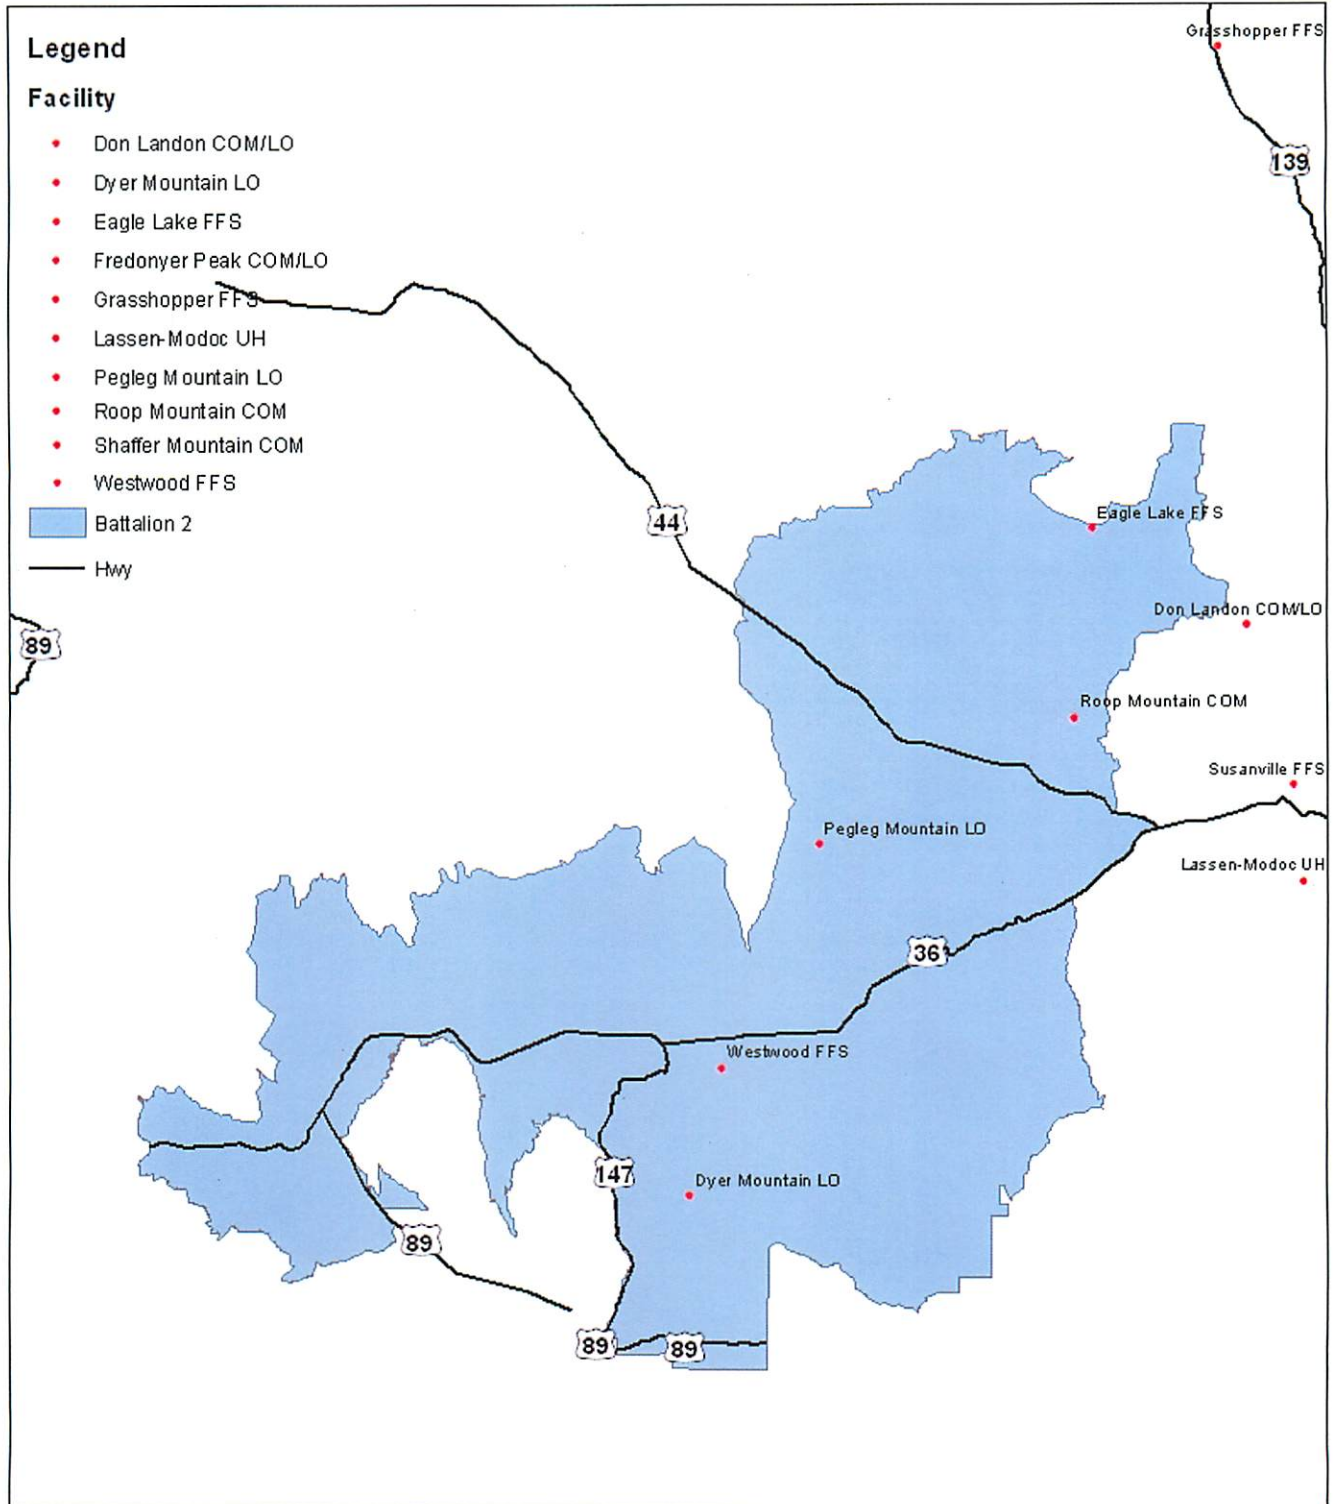 Legend
Facility
Don Landon COM/LO
Dyer Mountain LO
Eagle Lake FFS
Fredonyer Peak COM/LO
Grasshopper FFS
Lassen-Modoc UH
Pegleg Mountain LO
Roop Mountain COM
Shaffer Mountain COM
Westwood FFS
Battalion 2
Hwy
Grasshopper FFS
139
44
Eagle Lake FFS
Don Landon COM/LO
89
Roop Mountain COM
Susanville FFS
Pegleg Mountain LO
Lassen-Modoc UH
36
Westwood FFS
147
Dyer Mountain LO
89
89
89